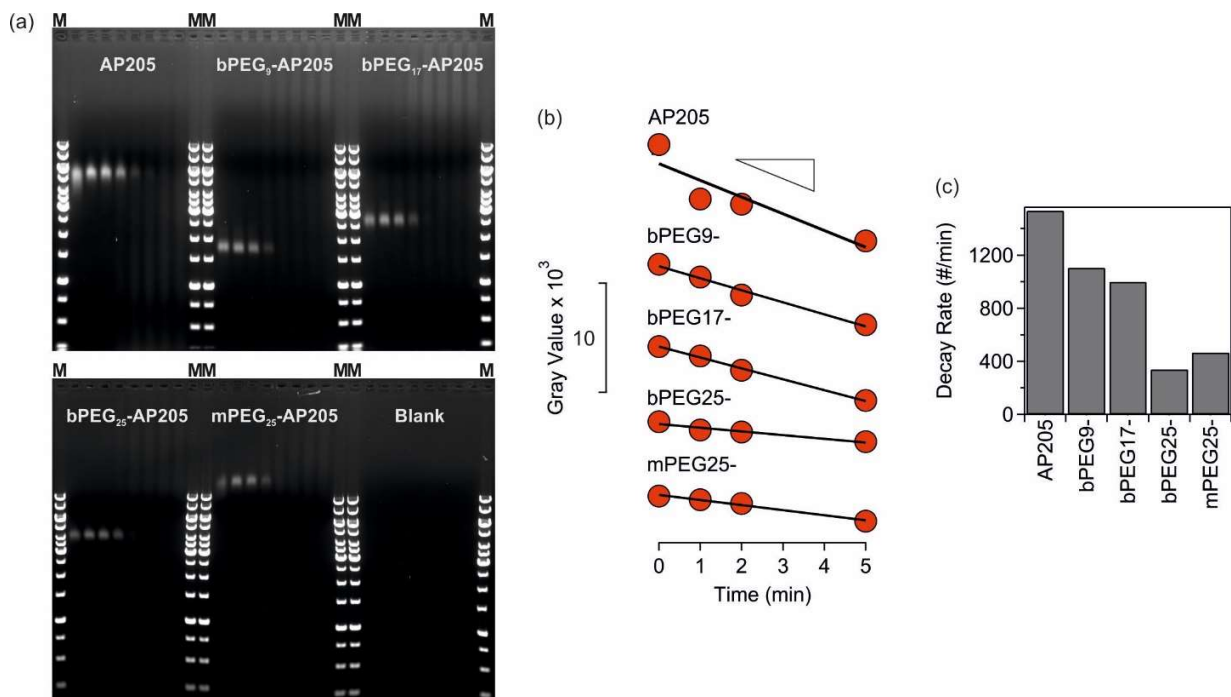 (a)
M MM MM M
AP205 bPEG₉-AP205 bPEG₁₇-AP205
M MM MM M
bPEG₂₅-AP205 mPEG₂₅-AP205 Blank
(b)
AP205
bPEG9-
bPEG17-
bPEG25-
mPEG25-
Gray Value x 10³
10
0 1 2 3 4 5
Time (min)
(c)
Decay Rate (#/min)
1200
800
400
0
AP205
bPEG9-
bPEG17-
bPEG25-
mPEG25-